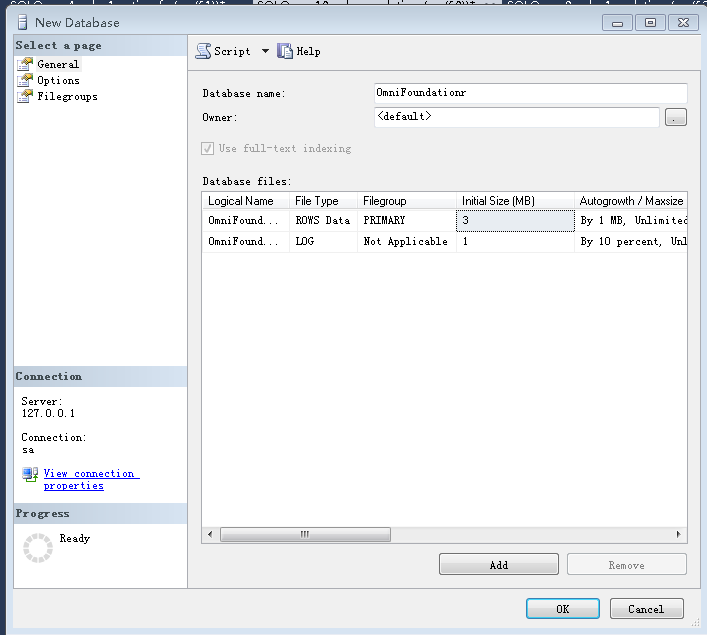 New Database
Select a page
General
Options
Filegroups
Script
Help
Database name:
OmniFoundationr
Owner:
<default>
.
Use full-text indexing
Database files:
Logical Name File Type Filegroup Initial Size (MB) Autogrowth / Maxsize
OmniFound... ROWS Data PRIMARY 3 By 1 MB, Unlimited
OmniFound... LOG Not Applicable 1 By 10 percent, Unl
Connection
Server:
127.0.0.1
Connection:
sa
View connection
properties
Progress
Ready
Add
Remove
OK
Cancel